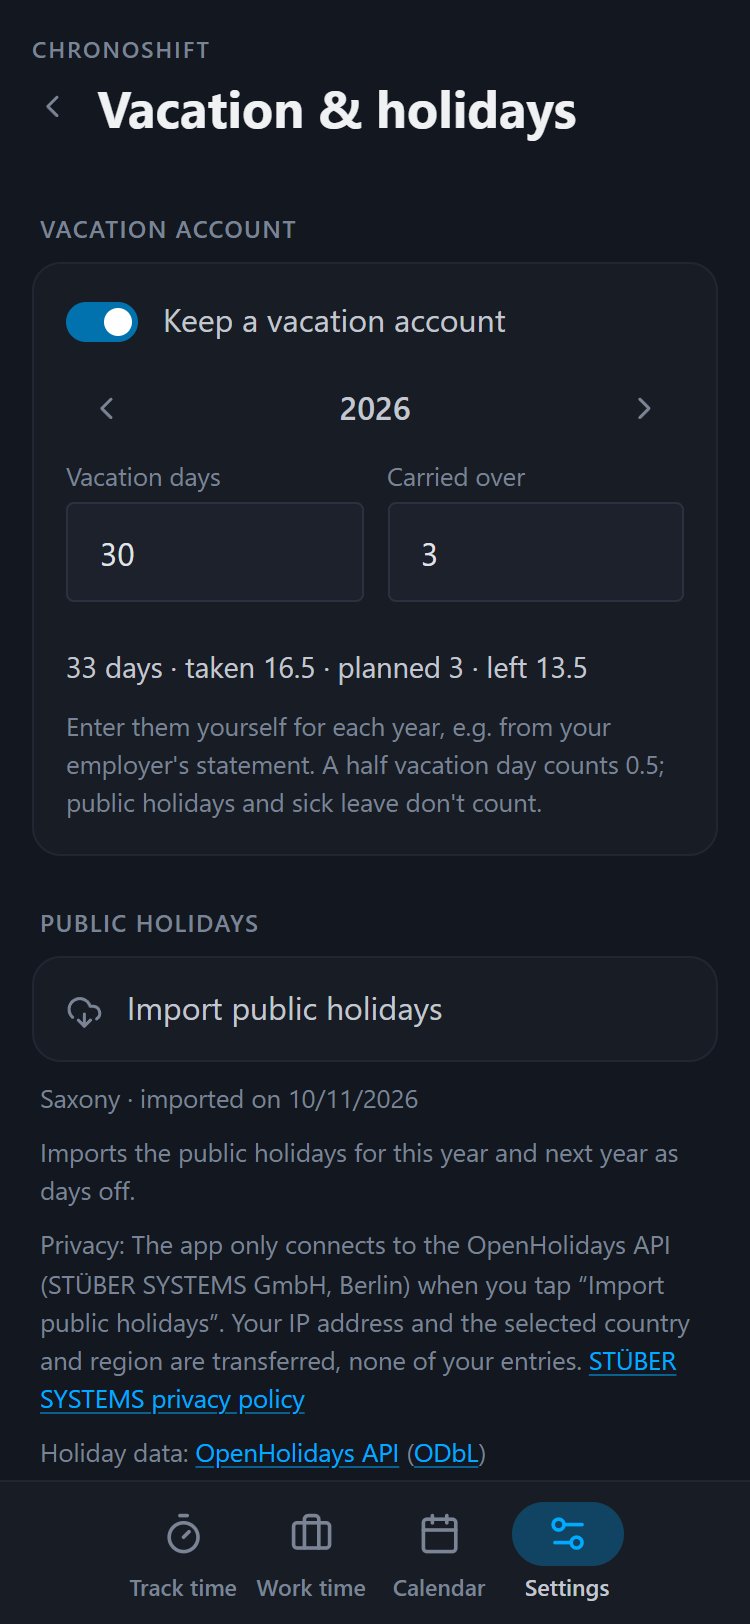 CHRONOSHIFT
Vacation & holidays
VACATION ACCOUNT
Keep a vacation account
2026
Vacation days
Carried over
30
3
33 days · taken 16.5 · planned 3 · left 13.5
Enter them yourself for each year, e.g. from your
employer's statement. A half vacation day counts 0.5;
public holidays and sick leave don't count.
PUBLIC HOLIDAYS
Import public holidays
Saxony · imported on 10/11/2026
Imports the public holidays for this year and next year as
days off.
Privacy: The app only connects to the OpenHolidays API
(STÜBER SYSTEMS GmbH, Berlin) when you tap “Import
public holidays”. Your IP address and the selected country
and region are transferred, none of your entries. STÜBER
SYSTEMS privacy policy
Holiday data: OpenHolidays API (ODbL)
Track time
Work time
Calendar
Settings